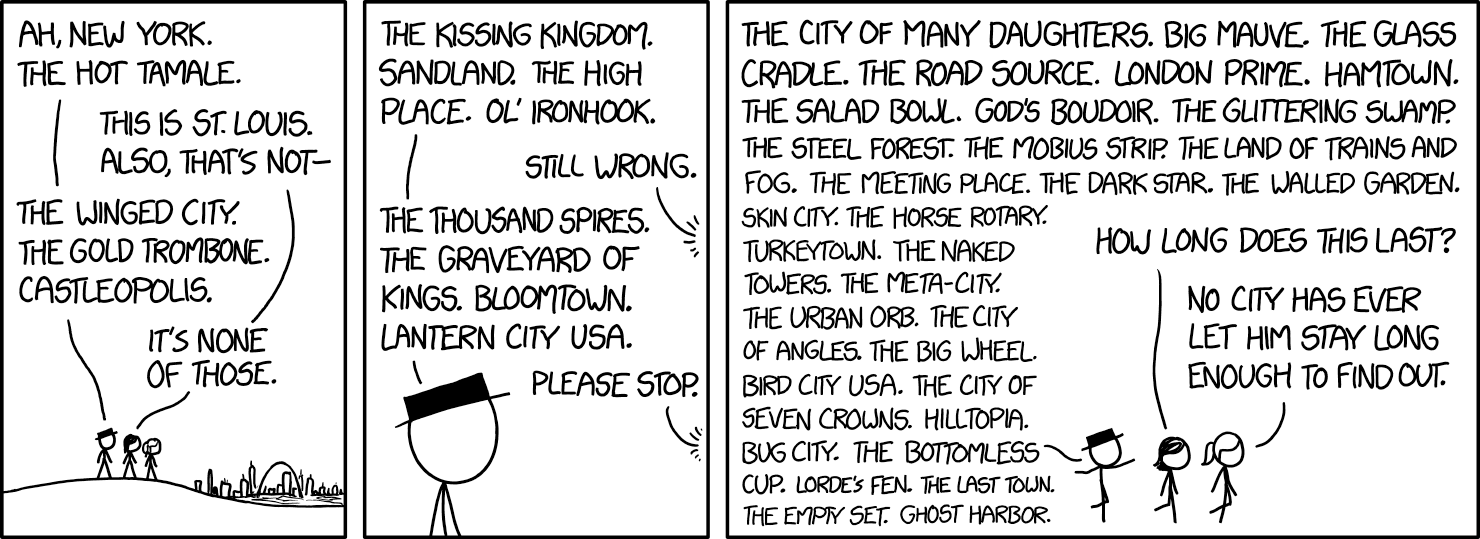 AH, NEW YORK.
THE HOT TAMALE.
THIS IS ST. LOUIS.
ALSO, THAT'S NOT—
THE WINGED CITY.
THE GOLD TROMBONE.
CASTLEOPOLIS.
IT'S NONE
OF THOSE.
THE KISSING KINGDOM.
SANDLAND. THE HIGH
PLACE. OL' IRONHOOK.
STILL WRONG.
THE THOUSAND SPIRES.
THE GRAVEYARD OF
KINGS. BLOOMTOWN.
LANTERN CITY USA.
PLEASE STOP.
THE CITY OF MANY DAUGHTERS. BIG MAUVE. THE GLASS
CRADLE. THE ROAD SOURCE. LONDON PRIME. HAMTOWN.
THE SALAD BOWL. GOD'S BOUDOIR. THE GLITTERING SWAMP.
THE STEEL FOREST. THE MOBIUS STRIP. THE LAND OF TRAINS AND
FOG. THE MEETING PLACE. THE DARK STAR. THE WALLED GARDEN.
SKIN CITY. THE HORSE ROTARY.
TURKEYTOWN. THE NAKED
TOWERS. THE META-CITY.
THE URBAN ORB. THE CITY
OF ANGLES. THE BIG WHEEL.
BIRD CITY USA. THE CITY OF
SEVEN CROWNS. HILLTOPIA.
BUG CITY. THE BOTTOMLESS
CUP. LORDE'S FEN. THE LAST TOWN.
THE EMPTY SET. GHOST HARBOR.
HOW LONG DOES THIS LAST?
NO CITY HAS EVER
LET HIM STAY LONG
ENOUGH TO FIND OUT.